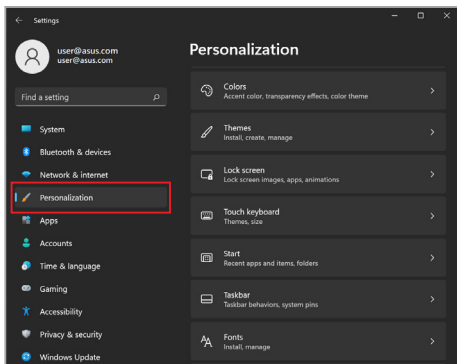 Settings
user@asus.com
user@asus.com
Find a setting
System
Bluetooth & devices
Network & internet
Personalization
Apps
Accounts
Time & language
Gaming
Accessibility
Privacy & security
Windows Update
Personalization
Colors
Accent color, transparency effects, color theme
Themes
Install, create, manage
Lock screen
Lock screen images, apps, animations
Touch keyboard
Themes, size
Start
Recent apps and items, folders
Taskbar
Taskbar behaviors, system pins
Fonts
Install, manage